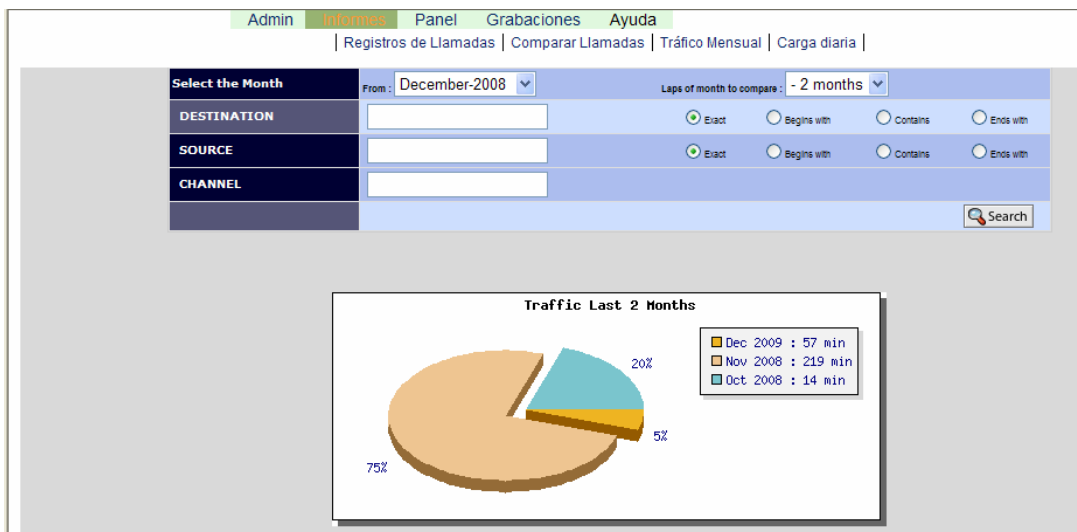 Admin Informes Panel Grabaciones Ayuda
| Registros de Llamadas | Comparar Llamadas | Tráfico Mensual | Carga diaria |
Select the Month From : December-2008 Laps of month to compare : - 2 months
DESTINATION Exact Begins with Contains Ends with
SOURCE Exact Begins with Contains Ends with
CHANNEL
Search
Traffic Last 2 Months
Dec 2009 : 57 min
Nov 2008 : 219 min
Oct 2008 : 14 min
20%
5%
75%